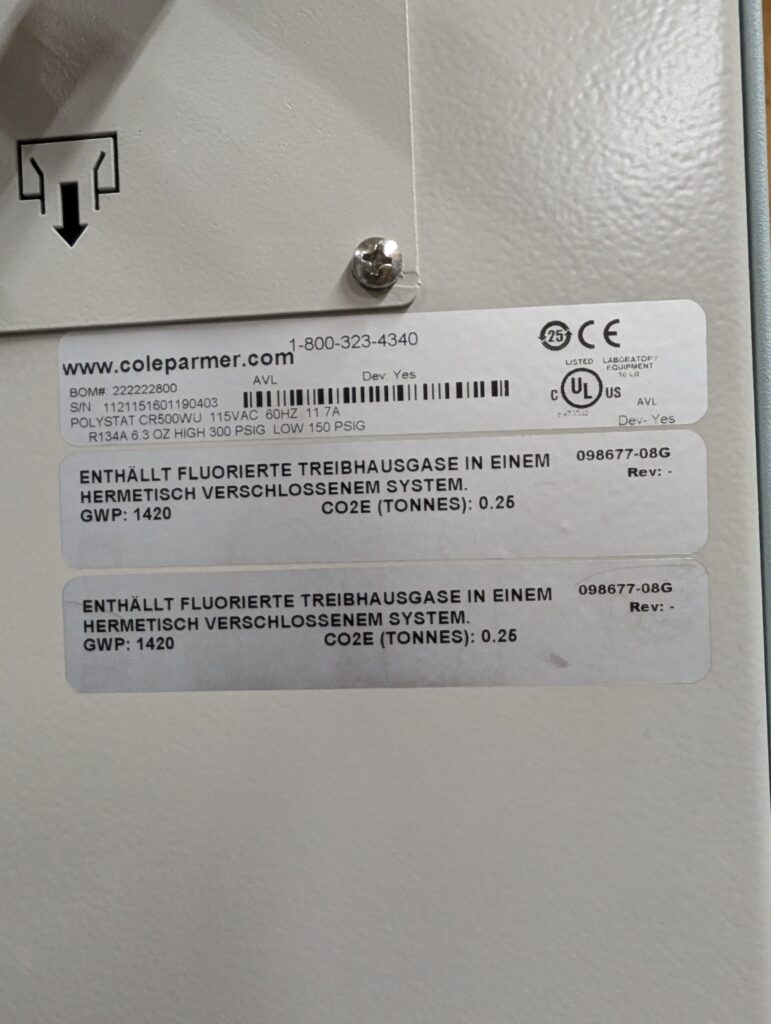 1-800-323-4340
www.coleparmer.com
25 CE
LISTED LABORATORY
EQUIPMENT
AVL Dev: Yes
BOM#: 222222800
S/N: 1121151601190403
C UL US
AVL
POLYSTAT CR500WU 115VAC 60HZ 11.7A
Dev- Yes
R134A 6.3 OZ HIGH 300 PSIG LOW 150 PSIG
ENTHÄLLT FLUORIERTE TREIBHAUSGASE IN EINEM
HERMETISCH VERSCHLOSSENEM SYSTEM.
GWP: 1420 CO2E (TONNES): 0.25
098677-08G
Rev: -
ENTHÄLLT FLUORIERTE TREIBHAUSGASE IN EINEM
HERMETISCH VERSCHLOSSENEM SYSTEM.
GWP: 1420 CO2E (TONNES): 0.25
098677-08G
Rev: -